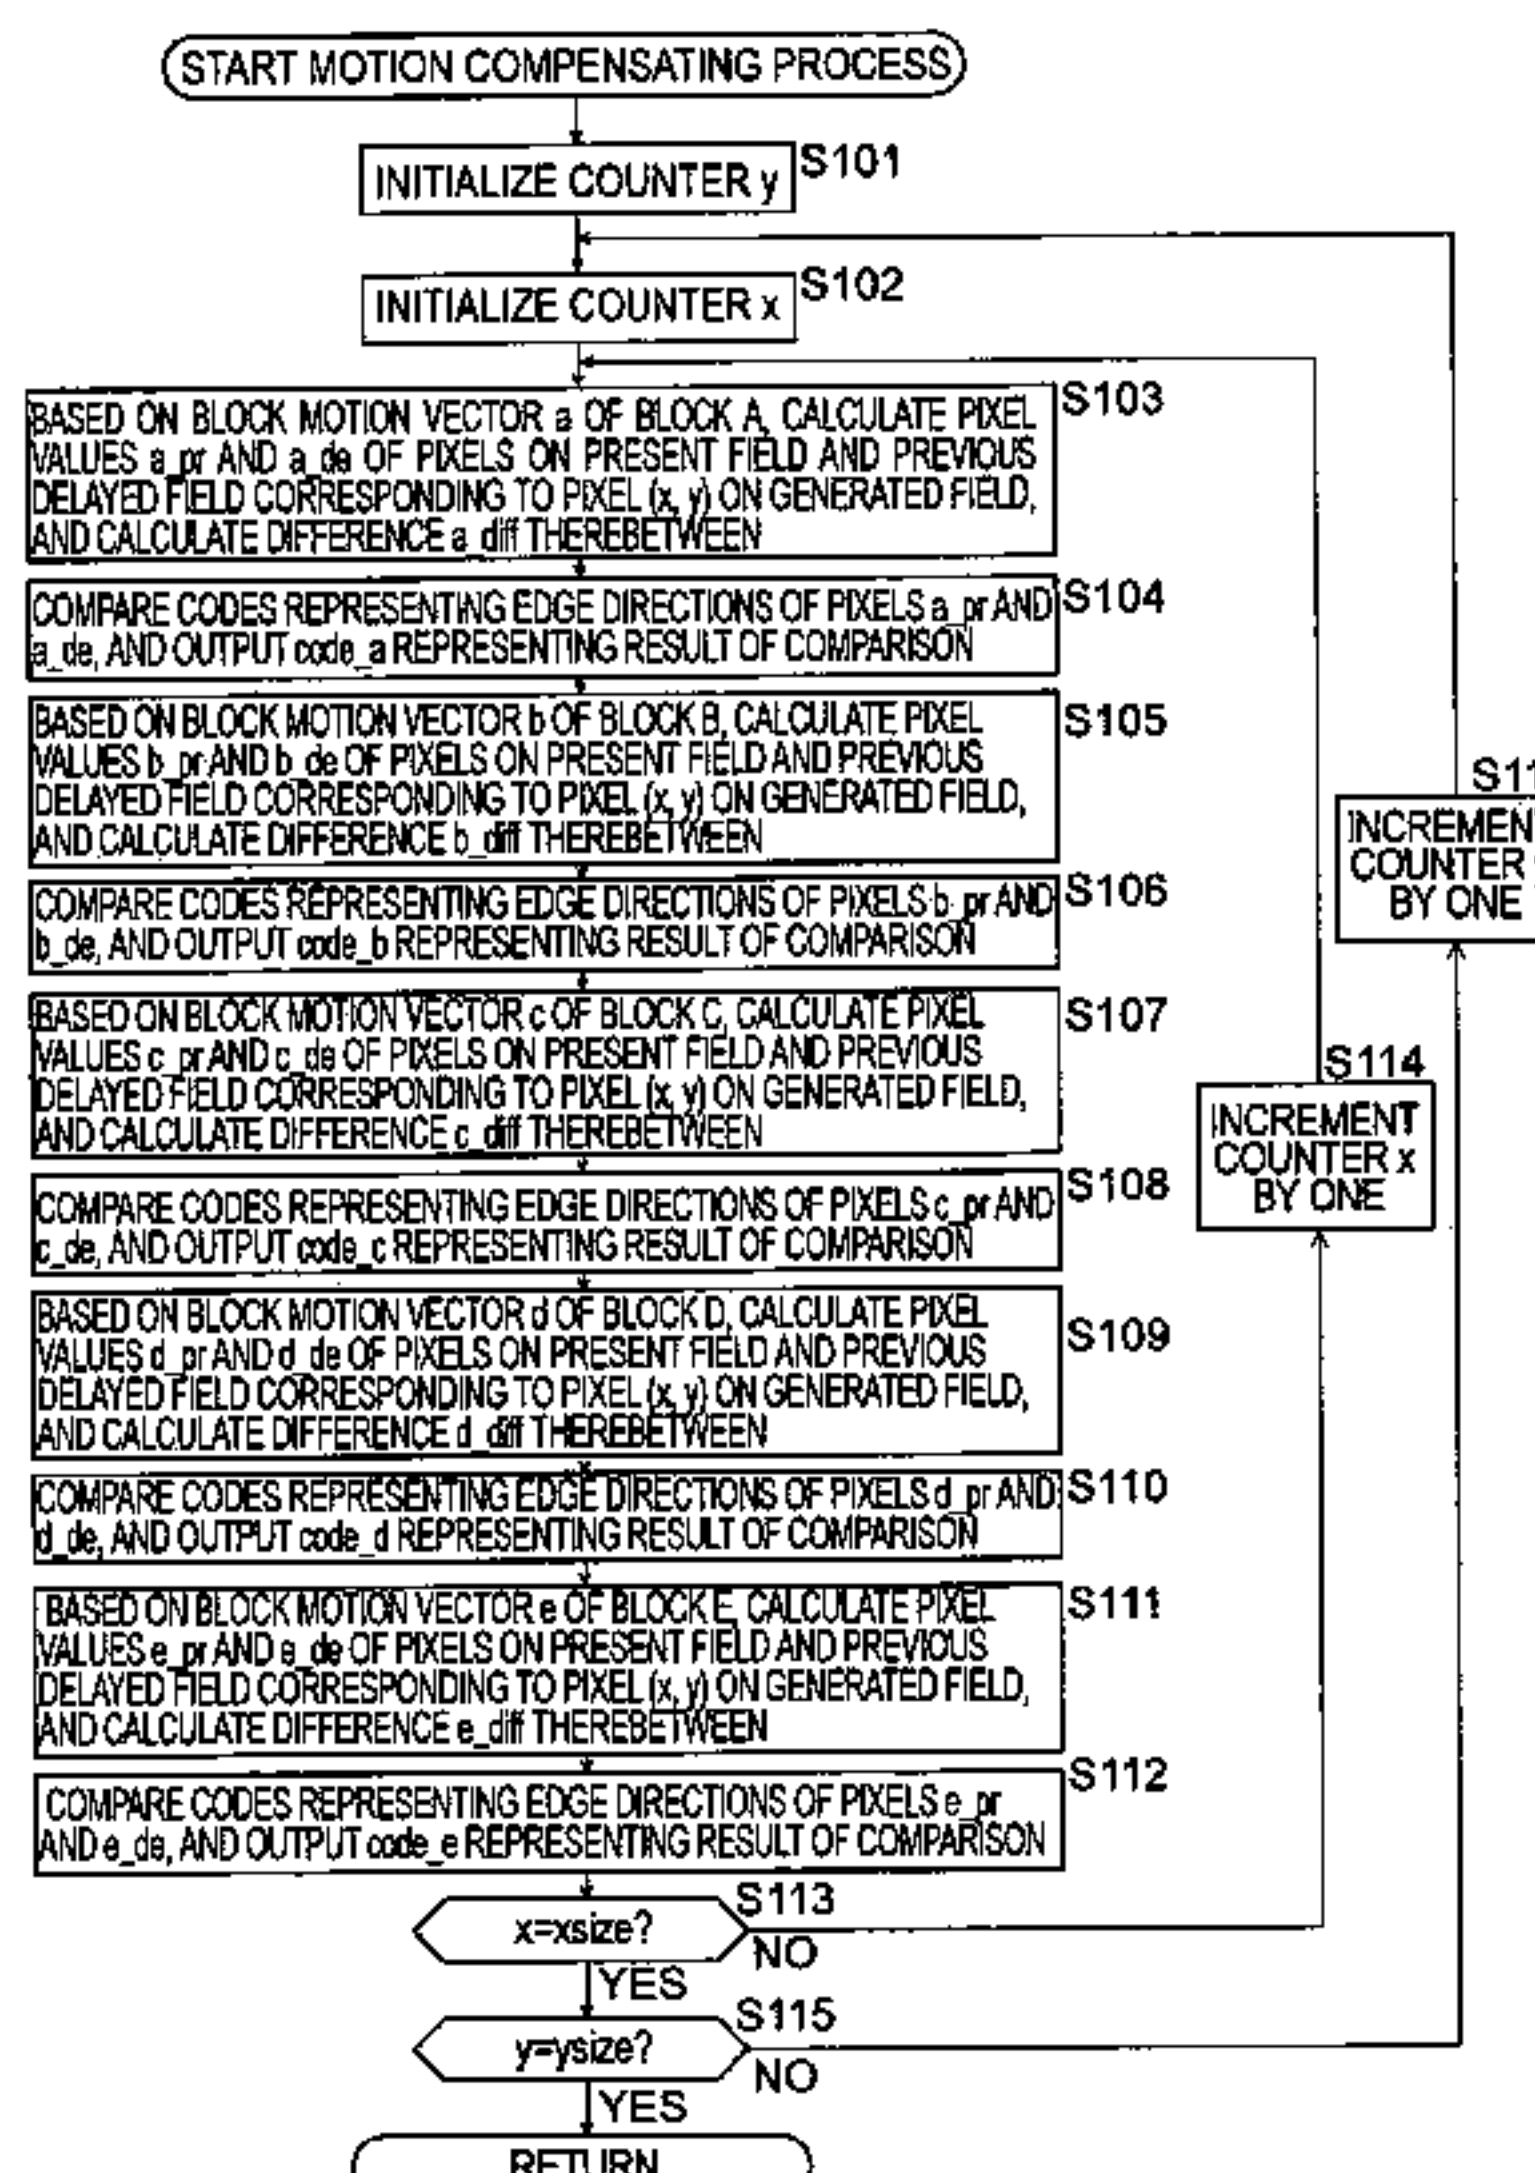 START MOTION COMPENSATING PROCESS
S101
INITIALIZE COUNTER y
S102
INITIALIZE COUNTER x
S103
BASED ON BLOCK MOTION VECTOR a OF BLOCK A, CALCULATE PIXEL
VALUES a_pr AND a_de OF PIXELS ON PRESENT FIELD AND PREVIOUS
DELAYED FIELD CORRESPONDING TO PIXEL (x, y) ON GENERATED FIELD,
AND CALCULATE DIFFERENCE a_diff THEREBETWEEN
S104
COMPARE CODES REPRESENTING EDGE DIRECTIONS OF PIXELS a_pr AND
a_de, AND OUTPUT code_a REPRESENTING RESULT OF COMPARISON
S105
BASED ON BLOCK MOTION VECTOR b OF BLOCK B, CALCULATE PIXEL
VALUES b_pr AND b_de OF PIXELS ON PRESENT FIELD AND PREVIOUS
DELAYED FIELD CORRESPONDING TO PIXEL (x, y) ON GENERATED FIELD,
AND CALCULATE DIFFERENCE b_diff THEREBETWEEN
S11
INCREMENT
COUNTER
BY ONE
S106
COMPARE CODES REPRESENTING EDGE DIRECTIONS OF PIXELS b_pr AND
b_de, AND OUTPUT code_b REPRESENTING RESULT OF COMPARISON
S107
BASED ON BLOCK MOTION VECTOR c OF BLOCK C, CALCULATE PIXEL
VALUES c_pr AND c_de OF PIXELS ON PRESENT FIELD AND PREVIOUS
DELAYED FIELD CORRESPONDING TO PIXEL (x, y) ON GENERATED FIELD,
AND CALCULATE DIFFERENCE c_diff THEREBETWEEN
S114
INCREMENT
COUNTER x
BY ONE
S108
COMPARE CODES REPRESENTING EDGE DIRECTIONS OF PIXELS c_pr AND
c_de, AND OUTPUT code_c REPRESENTING RESULT OF COMPARISON
S109
BASED ON BLOCK MOTION VECTOR d OF BLOCK D, CALCULATE PIXEL
VALUES d_pr AND d_de OF PIXELS ON PRESENT FIELD AND PREVIOUS
DELAYED FIELD CORRESPONDING TO PIXEL (x, y) ON GENERATED FIELD,
AND CALCULATE DIFFERENCE d_diff THEREBETWEEN
S110
COMPARE CODES REPRESENTING EDGE DIRECTIONS OF PIXELS d_pr AND
d_de, AND OUTPUT code_d REPRESENTING RESULT OF COMPARISON
S111
BASED ON BLOCK MOTION VECTOR e OF BLOCK E, CALCULATE PIXEL
VALUES e_pr AND e_de OF PIXELS ON PRESENT FIELD AND PREVIOUS
DELAYED FIELD CORRESPONDING TO PIXEL (x, y) ON GENERATED FIELD,
AND CALCULATE DIFFERENCE e_diff THEREBETWEEN
S112
COMPARE CODES REPRESENTING EDGE DIRECTIONS OF PIXELS e_pr
AND e_de, AND OUTPUT code_e REPRESENTING RESULT OF COMPARISON
S113
x=xsize?
NO
YES
S115
y=ysize?
NO
YES
RETURN